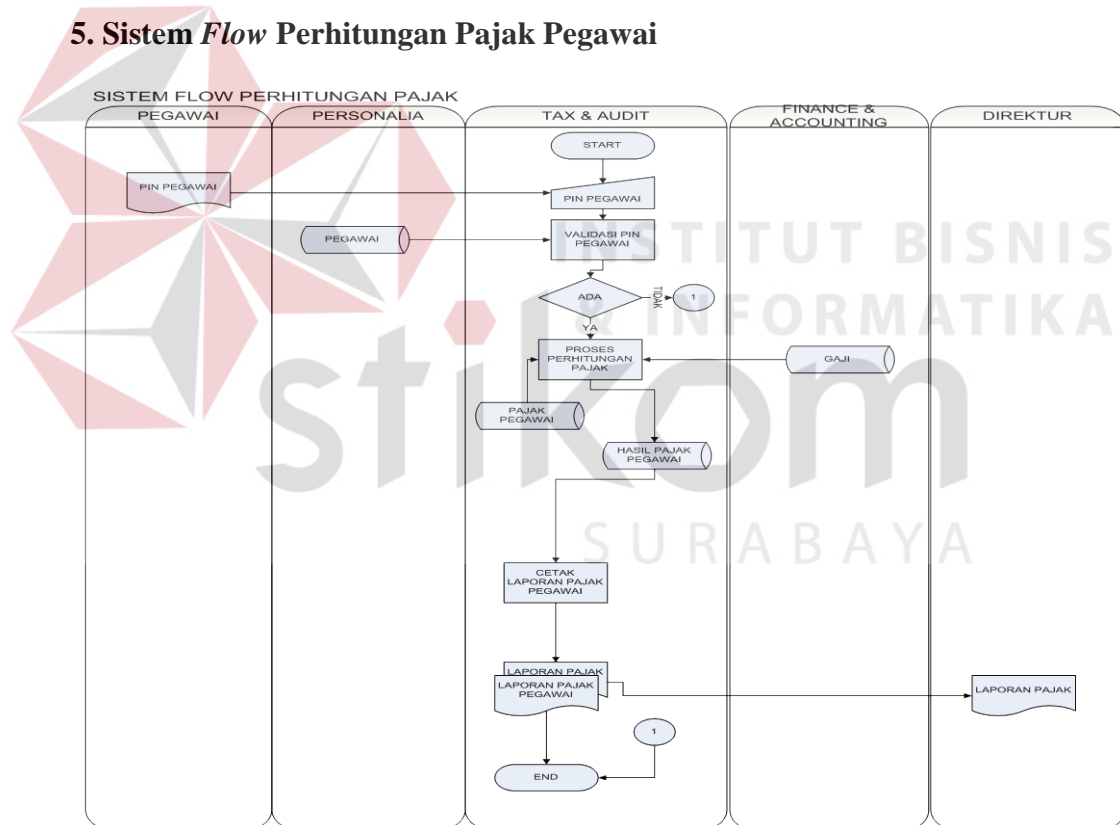 5. Sistem Flow Perhitungan Pajak Pegawai
SISTEM FLOW PERHITUNGAN PAJAK
PEGAWAI
PERSONALIA
TAX & AUDIT
FINANCE &
ACCOUNTING
DIREKTUR
START
PIN PEGAWAI
PIN PEGAWAI
PEGAWAI
VALIDASI PIN
PEGAWAI
ADA
TIDAK
1
YA
PROSES
PERHITUNGAN
PAJAK
GAJI
PAJAK
PEGAWAI
HASIL PAJAK
PEGAWAI
CETAK
LAPORAN PAJAK
PEGAWAI
LAPORAN PAJAK
LAPORAN PAJAK
PEGAWAI
LAPORAN PAJAK
1
END
INSTITUT BISNIS
& INFORMATIKA
stikom
SURABAYA